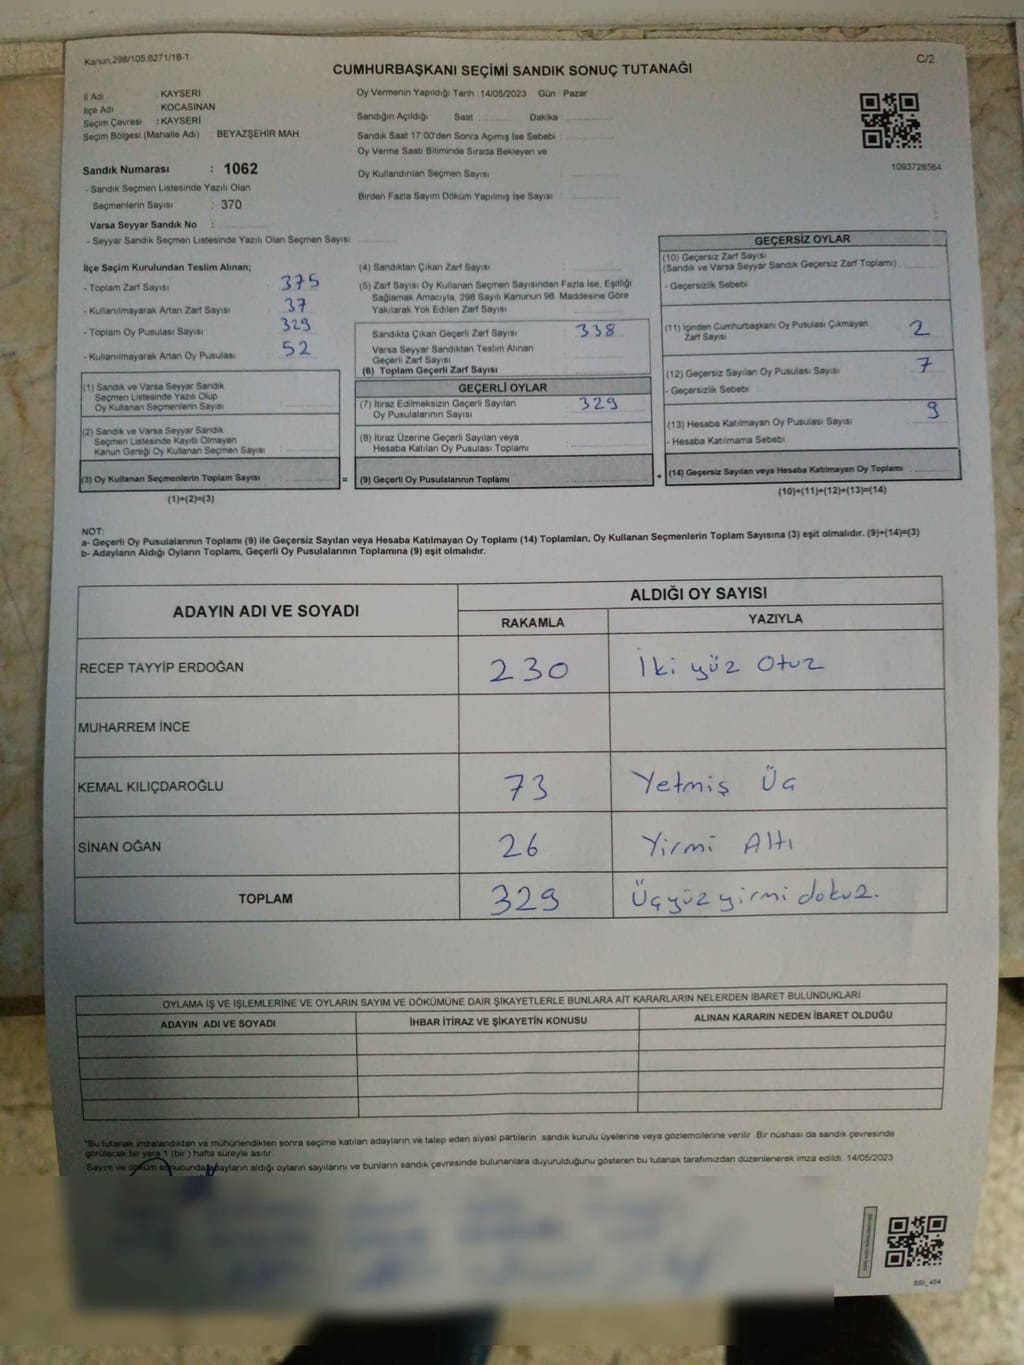 Kanun.298/105.6271/18-1
C/2
CUMHURBAŞKANI SEÇİMİ SANDIK SONUÇ TUTANAĞI
İl Adı : KAYSERİ
İlçe Adı : KOCASINAN
Seçim Çevresi : KAYSERİ
Seçim Bölgesi (Mahalle Adı) BEYAZŞEHİR MAH.
Oy Vermenin Yapıldığı Tarih :14/05/2023 Gün : Pazar
Sandığın Açıldığı Saat Dakika
Sandık Saat 17:00'den Sonra Açımış İse Sebebi
Oy Verme Saati Bitiminde Sırada Bekleyen ve
Oy Kullandırılan Seçmen Sayısı
Birden Fazla Sayım Döküm Yapılmış İse Sayısı
1093728564
Sandık Numarası : 1062
- Sandık Seçmen Listesinde Yazılı Olan
Seçmenlerin Sayısı : 370
Varsa Seyyar Sandık No :
- Seyyar Sandık Seçmen Listesinde Yazılı Olan Seçmen Sayısı
İlçe Seçim Kurulundan Teslim Alınan;
- Toplam Zarf Sayısı : 375
- Kullanılmayarak Artan Zarf Sayısı : 37
- Toplam Oy Pusulası Sayısı : 329
- Kullanılmayarak Artan Oy Pusulası : 52
(1) Sandık ve Varsa Seyyar Sandık
Seçmen Listesinde Yazılı Olup
Oy Kullanan Seçmenlerin Sayısı
(2) Sandık ve Varsa Seyyar Sandık
Seçmen Listesinde Kayıtlı Olmayan
Kanun Gereği Oy Kullanan Seçmen Sayısı
(3) Oy Kullanan Seçmenlerin Toplam Sayısı :
=
(1)+(2)=(3)
(4) Sandıktan Çıkan Zarf Sayısı
(5) Zarf Sayısı Oy Kullanan Seçmen Sayısından Fazla İse, Eşitliği
Sağlamak Amacıyla, 298 Sayılı Kanunun 98. Maddesine Göre
Yakılarak Yok Edilen Zarf Sayısı
Sandıkta Çıkan Geçerli Zarf Sayısı : 338
Varsa Seyyar Sandıktan Teslim Alınan
Geçerli Zarf Sayısı
(6) Toplam Geçerli Zarf Sayısı
GEÇERLİ OYLAR
(7) İtiraz Edilmeksizin Geçerli Sayılan 329
Oy Pusulalarının Sayısı
(8) İtiraz Üzerine Geçerli Sayılan veya
Hesaba Katılan Oy Pusulası Toplamı
(9) Geçerli Oy Pusulalarının Toplamı
+
GEÇERSİZ OYLAR
(10) Geçersiz Zarf Sayısı
(Sandık ve Varsa Seyyar Sandık Geçersiz Zarf Toplamı)
- Geçersizlik Sebebi
(11) İçinden Cumhurbaşkanı Oy Pusulası Çıkmayan 2
Zarf Sayısı
(12) Geçersiz Sayılan Oy Pusulası Sayısı 7
- Geçersizlik Sebebi
(13) Hesaba Katılmayan Oy Pusulası Sayısı 9
- Hesaba Katılmama Sebebi
(14) Geçersiz Sayılan veya Hesaba Katılmayan Oy Toplamı
(10)+(11)+(12)+(13)=(14)
NOT:
a- Geçerli Oy Pusulalarının Toplamı (9) ile Geçersiz Sayılan veya Hesaba Katılmayan Oy Toplamı (14) Toplamları, Oy Kullanan Seçmenlerin Toplam Sayısına (3) eşit olmalıdır. (9)+(14)=(3)
b- Adayların Aldığı Oyların Toplamı, Geçerli Oy Pusulalarının Toplamına (9) eşit olmalıdır.
ADAYIN ADI VE SOYADI
ALDIĞI OY SAYISI
RAKAMLA YAZIYLA
RECEP TAYYİP ERDOĞAN 230 İki yüz Otuz
MUHARREM İNCE
KEMAL KILIÇDAROĞLU 73 Yetmiş Üç
SİNAN OĞAN 26 Yirmi Altı
TOPLAM 329 Üçyüzyirmidokuz.
OYLAMA İŞ VE İŞLEMLERİNE VE OYLARIN SAYIM VE DÖKÜMÜNE DAİR ŞİKAYETLERLE BUNLARA AİT KARARLARIN NELERDEN İBARET BULUNDUKLARI
ADAYIN ADI VE SOYADI İHBAR İTİRAZ VE ŞİKAYETİN KONUSU ALINAN KARARIN NEDEN İBARET OLDUĞU
*Bu tutanak imzalandıktan ve mühürlendikten sonra seçime katılan adayların ve talep eden siyasi partilerin sandık kurulu üyelerine veya gözlemcilerine verilir. Bir nüshası da sandık çevresinde
görülecek bir yere 1 (bir ) hafta süreyle asılır.
Sayım ve döküm sonucunda adayların aldığı oyların sayılarını ve bunların sandık çevresinde bulunanlara duyurulduğunu gösteren bu tutanak tarafımızdan düzenlenerek imza edildi. 14/05/2023
SSI_404